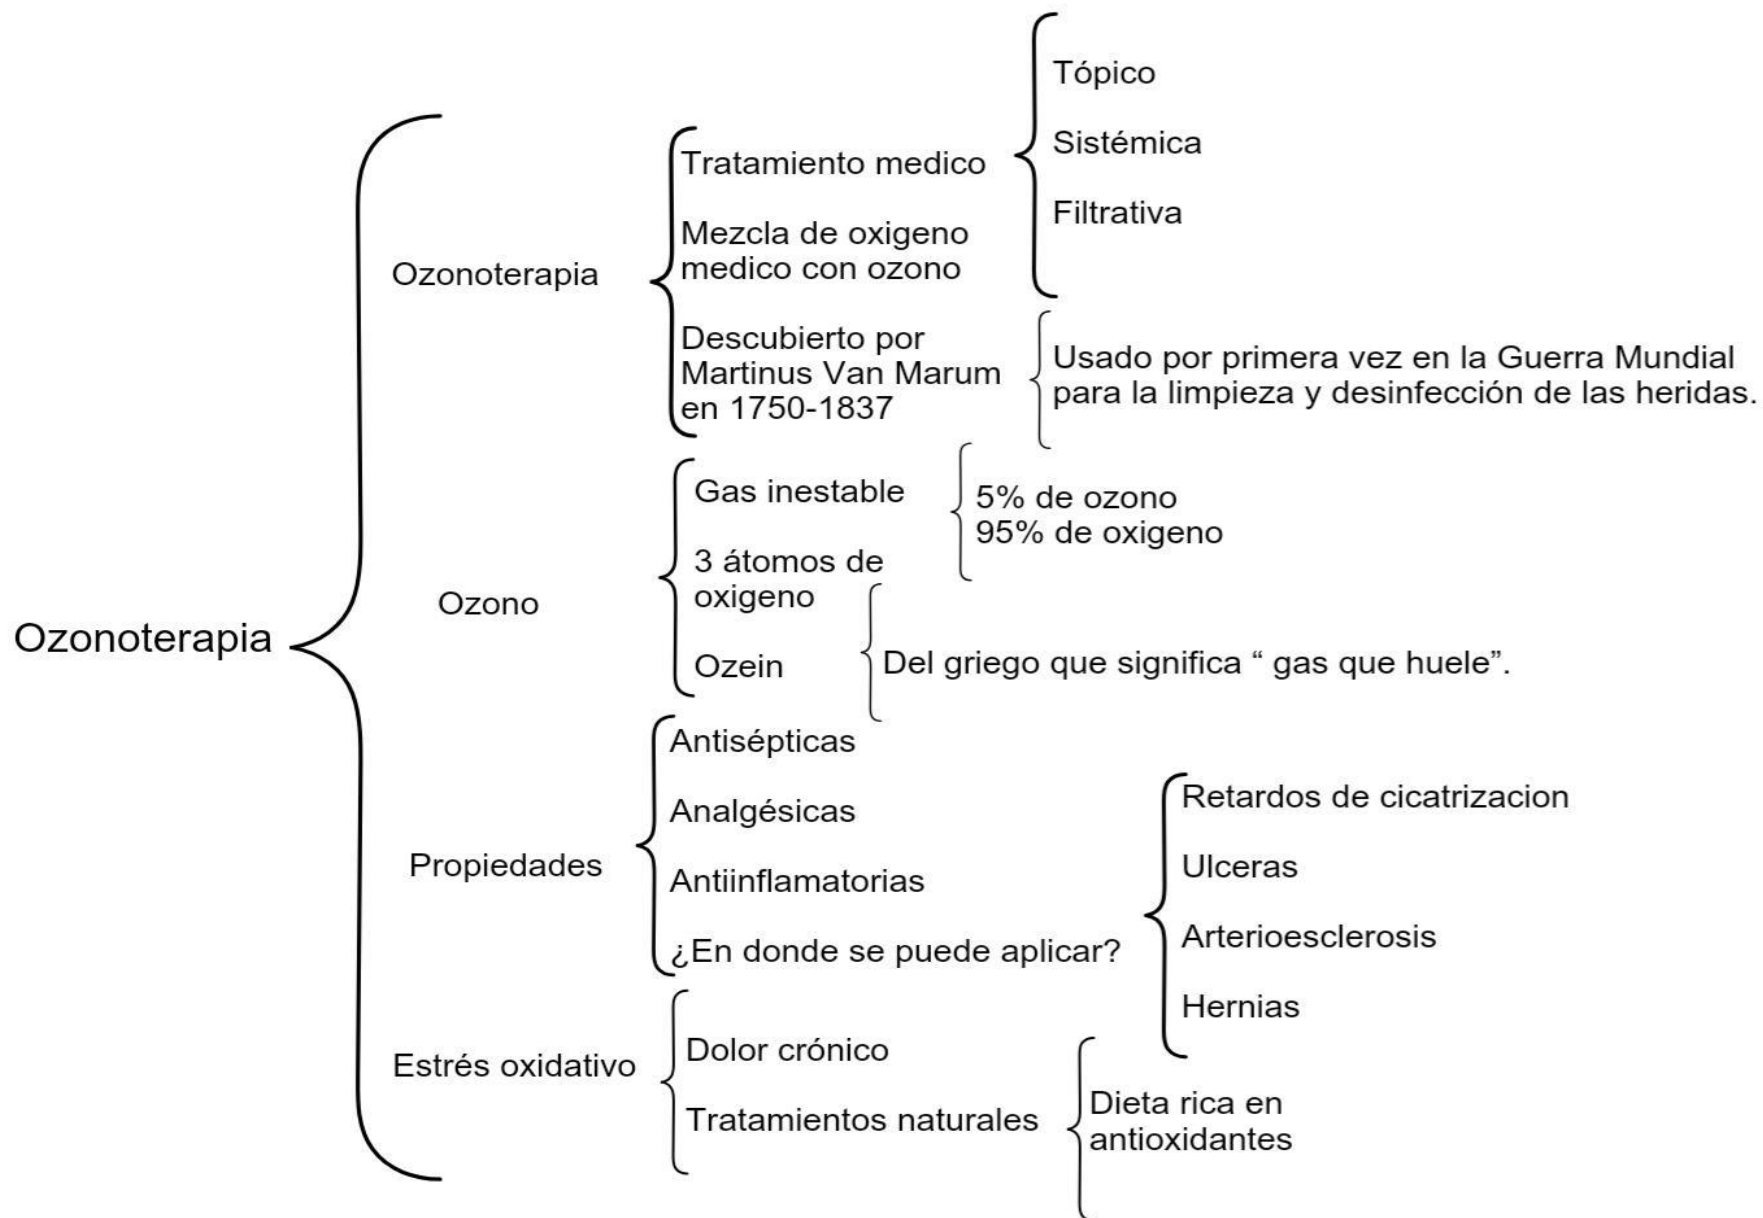 Ozonoterapia
Ozonoterapia
Tratamiento medico
Tópico
Sistémica
Filtrativa
Mezcla de oxigeno
medico con ozono
Descubierto por
Martinus Van Marum
en 1750-1837
Usado por primera vez en la Guerra Mundial
para la limpieza y desinfección de las heridas.
Ozono
Gas inestable
5% de ozono
95% de oxigeno
3 átomos de
oxigeno
Ozein
Del griego que significa “ gas que huele”.
Propiedades
Antisépticas
Analgésicas
Antiinflamatorias
¿En donde se puede aplicar?
Retardos de cicatrizacion
Ulceras
Arterioesclerosis
Hernias
Estrés oxidativo
Dolor crónico
Tratamientos naturales
Dieta rica en
antioxidantes